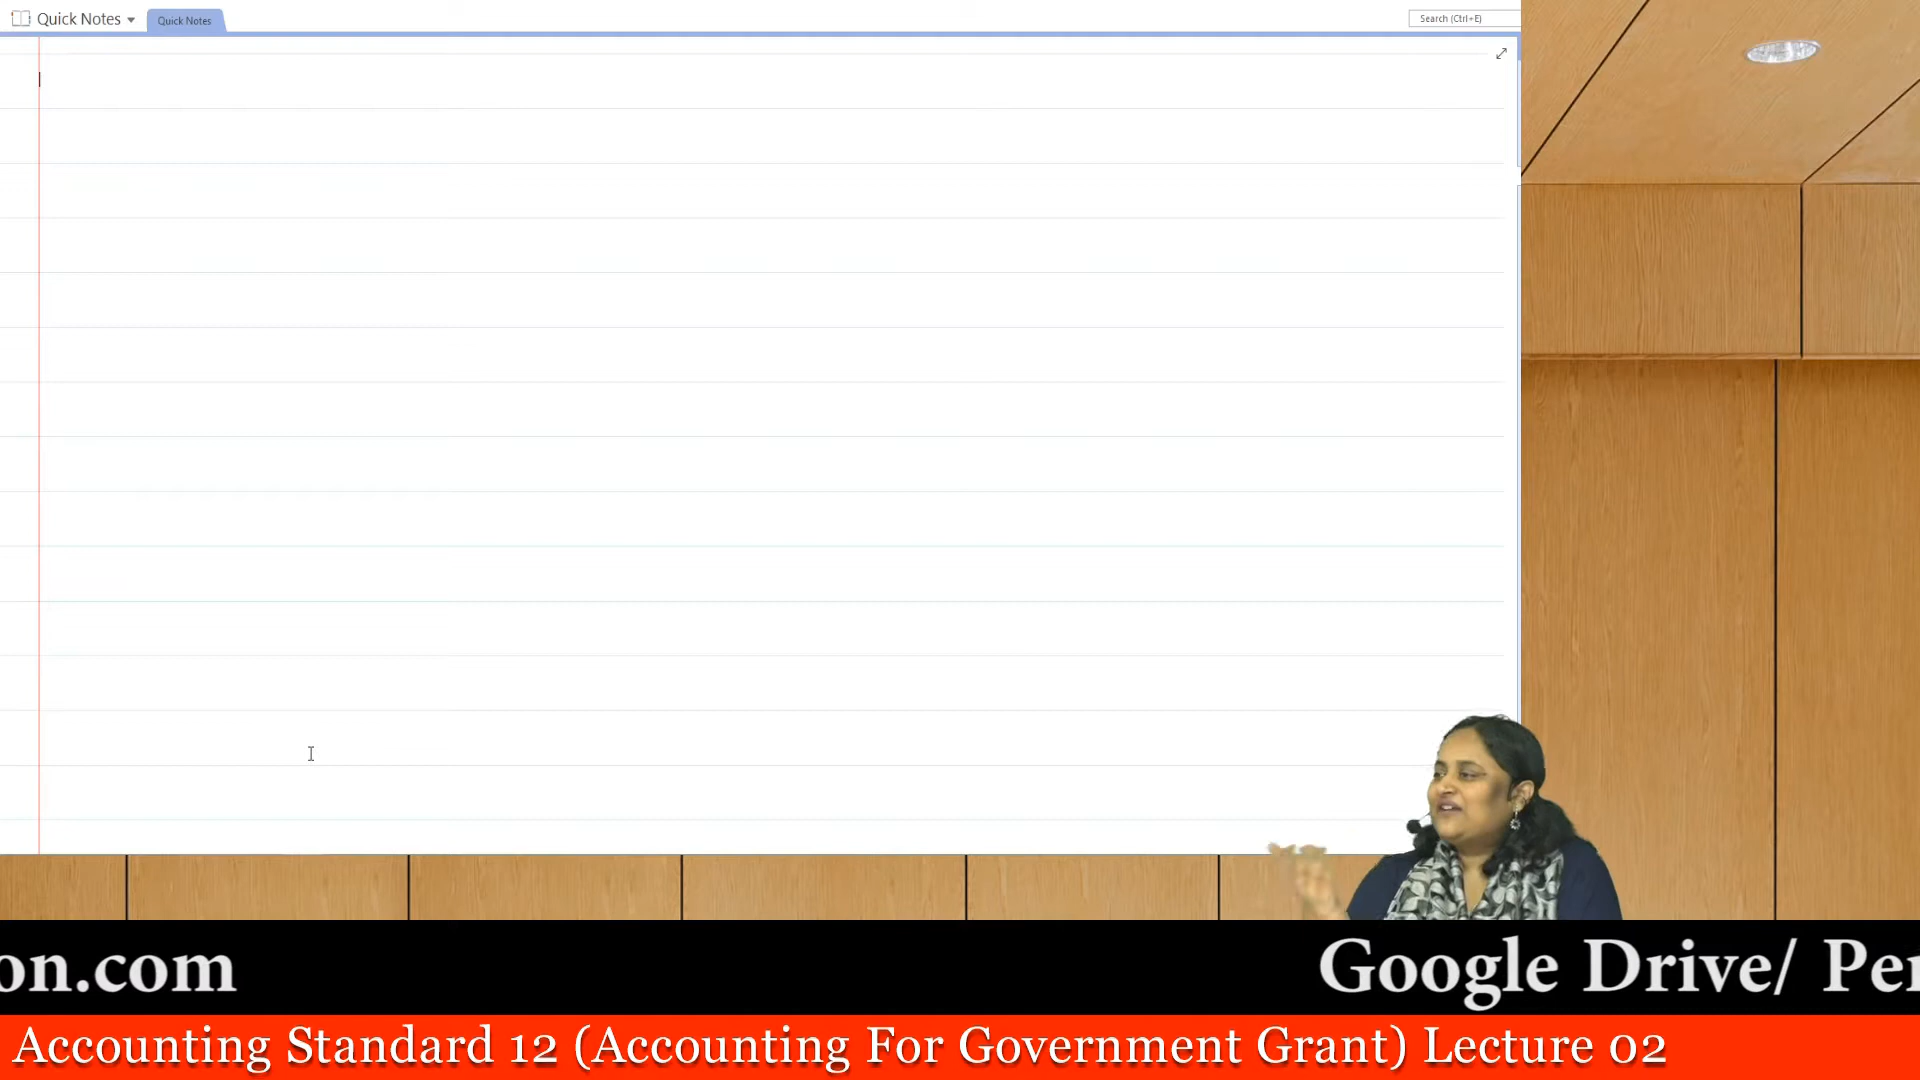 Quick Notes
Quick Notes
Search (Ctrl+E)
on.com
Google Drive/ Pe
Accounting Standard 12 (Accounting For Government Grant) Lecture 02